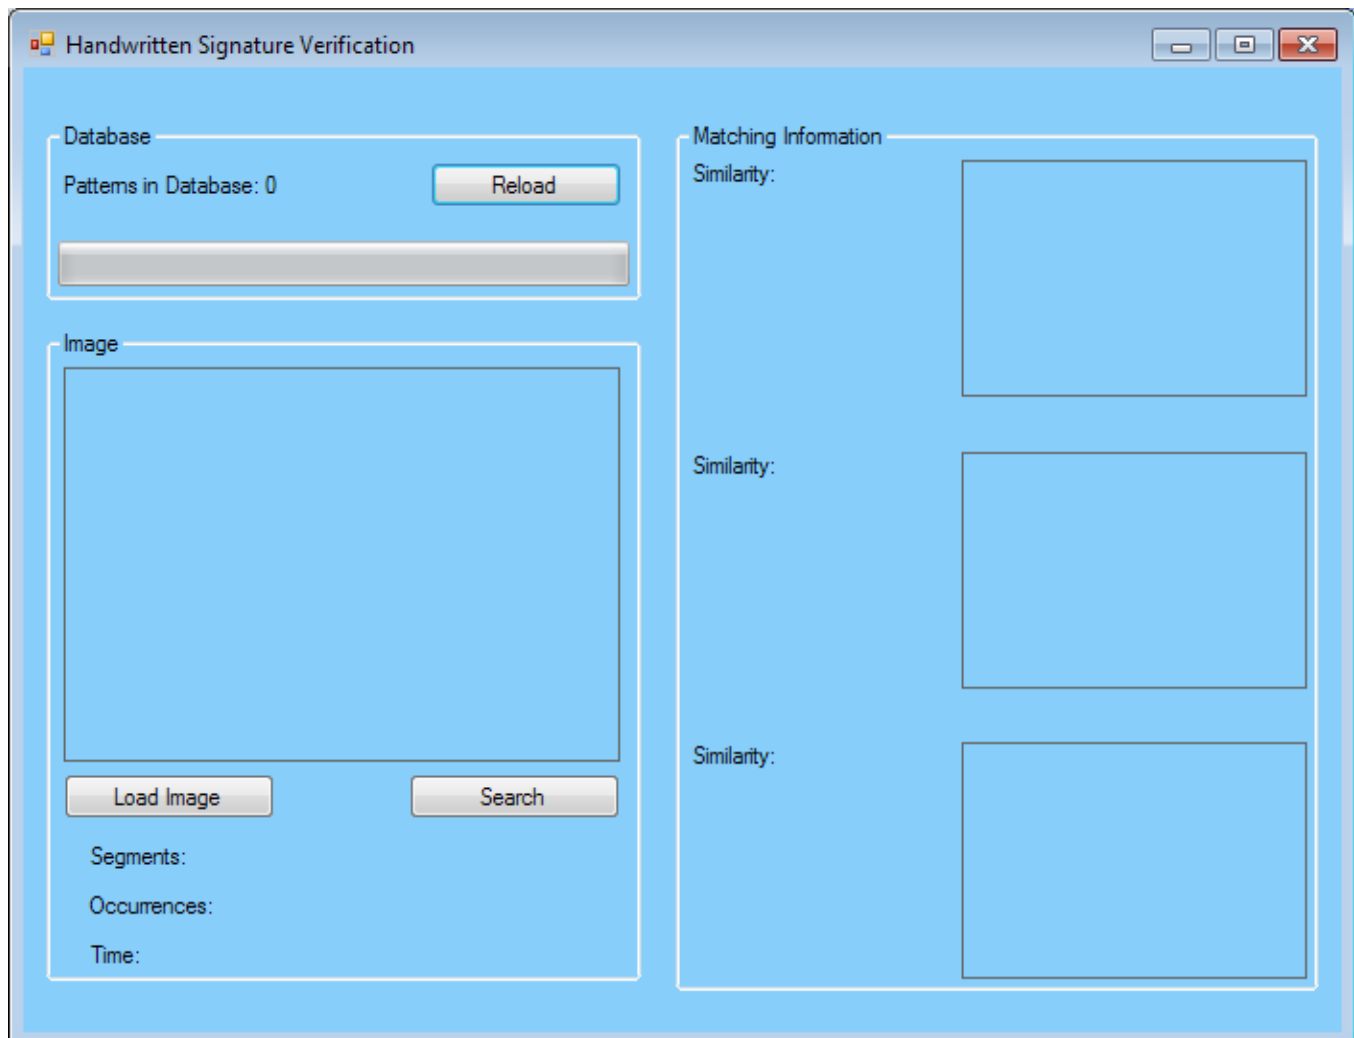 Handwritten Signature Verification
Database
Patterns in Database: 0
Reload
Image
Load Image
Search
Segments:
Occurrences:
Time:
Matching Information
Similarity:
Similarity:
Similarity: